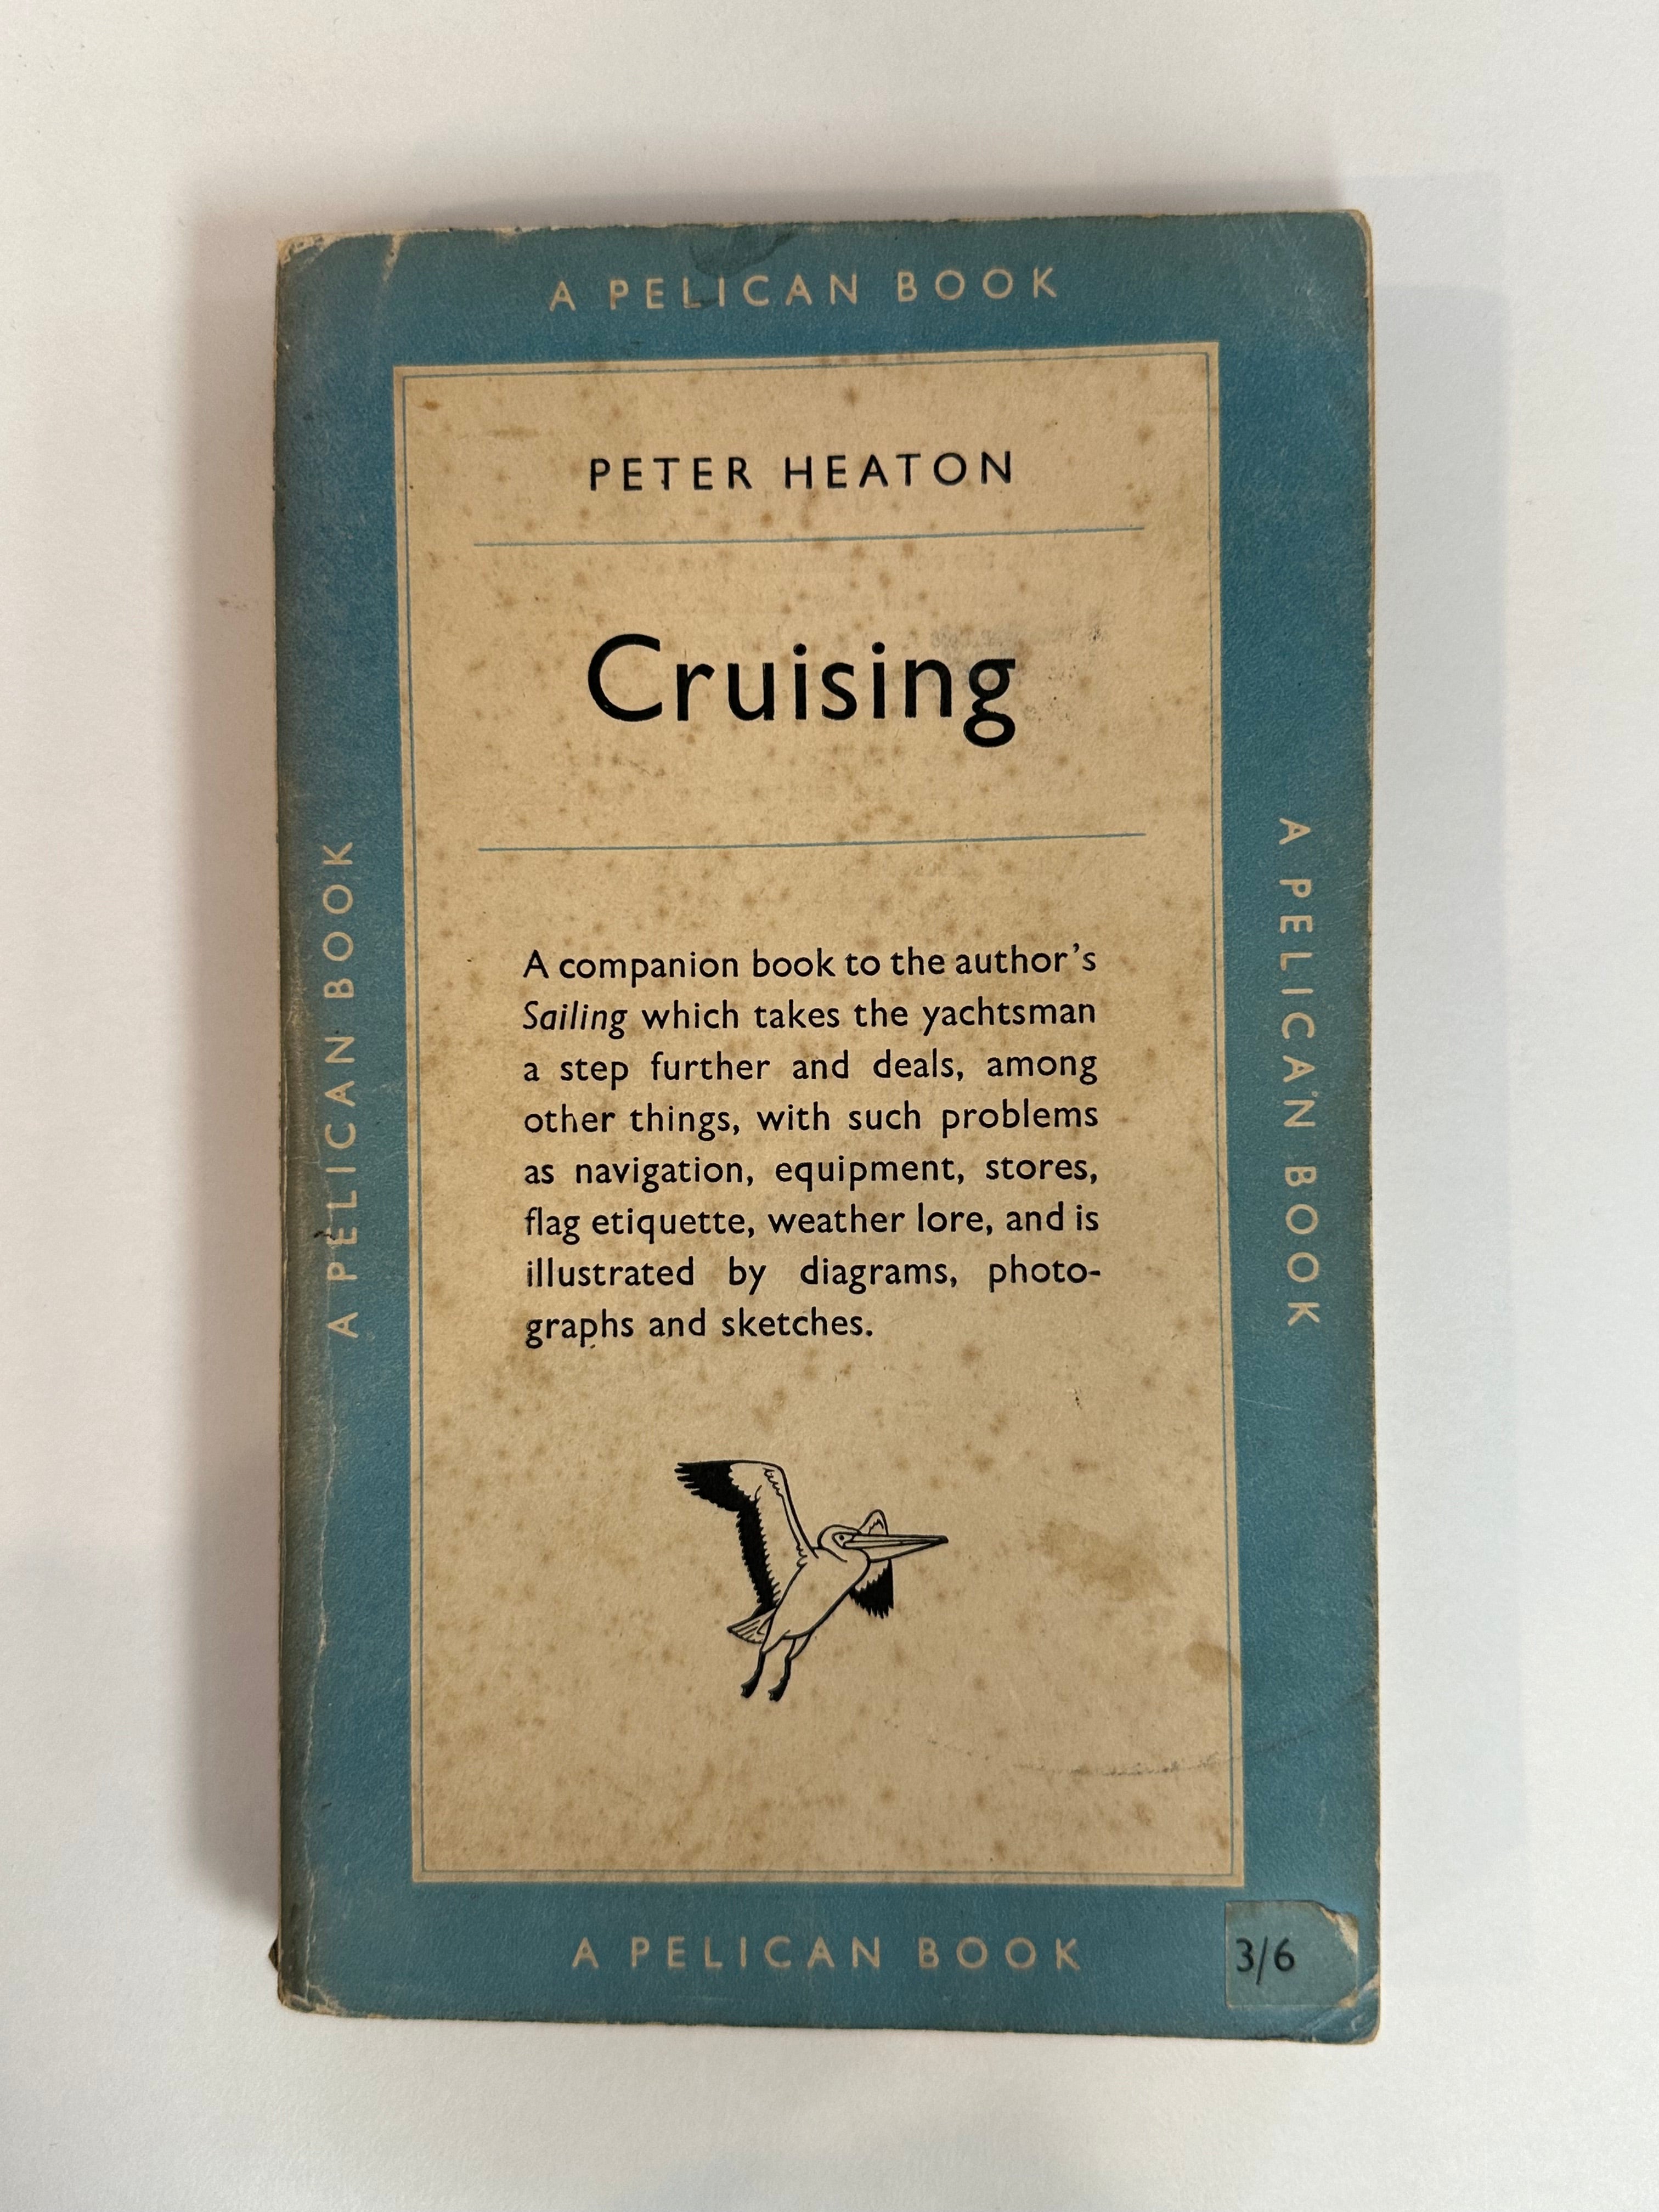 A PELICAN BOOK
PETER HEATON
Cruising
A companion book to the author's
Sailing which takes the yachtsman
a step further and deals, among
other things, with such problems
as navigation, equipment, stores,
flag etiquette, weather lore, and is
illustrated by diagrams, photo-
graphs and sketches.
A PELICAN BOOK
A PELICAN BOOK
A PELICAN BOOK
3/6